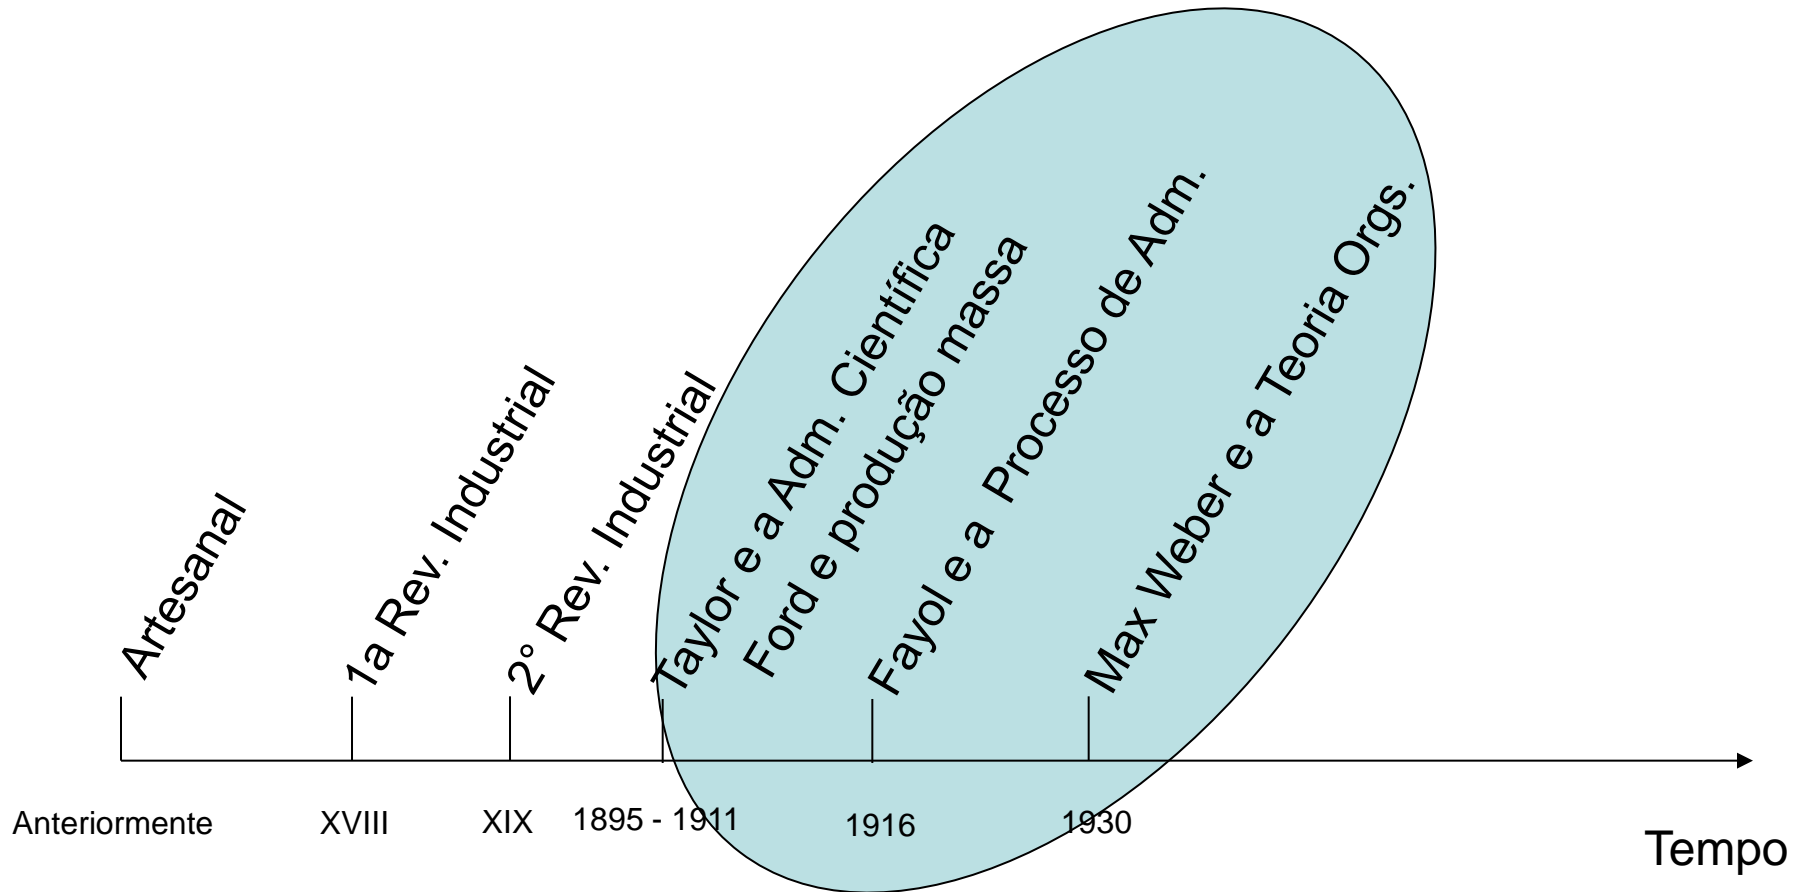 Artesanal
1a Rev. Industrial
2° Rev. Industrial
Taylor e a Adm. Científica
Ford e produção massa
Fayol e a Processo de Adm.
Max Weber e a Teoria Orgs.
Anteriormente
XVIII
XIX
1895 - 1911
1916
1930
Tempo